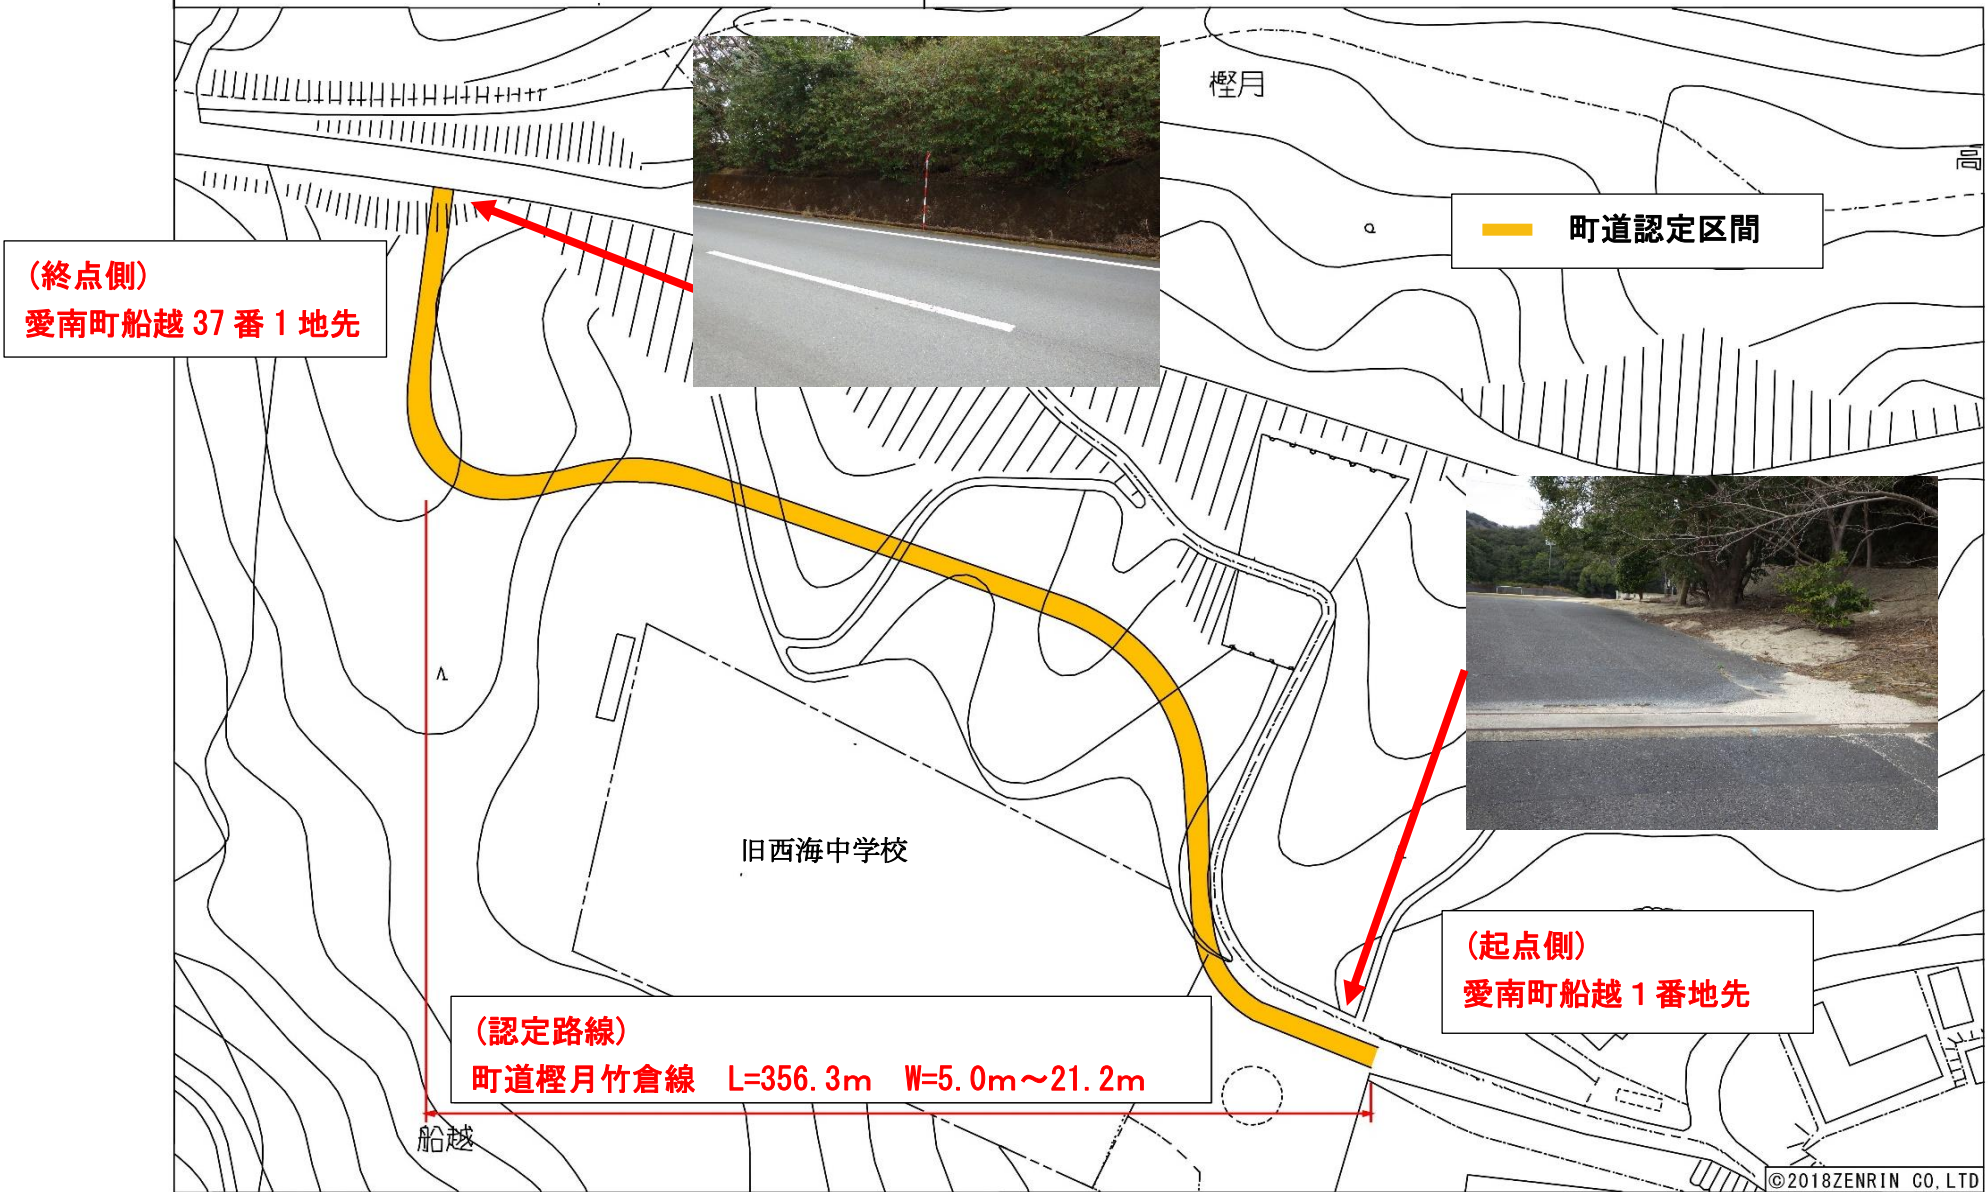 樫月
高
町道認定区間
(終点側)
愛南町船越 37 番 1 地先
旧西海中学校
(起点側)
愛南町船越 1 番地先
(認定路線)
町道樫月竹倉線　L=356.3m　W=5.0m～21.2m
船越
©2018ZENRIN CO,LTD